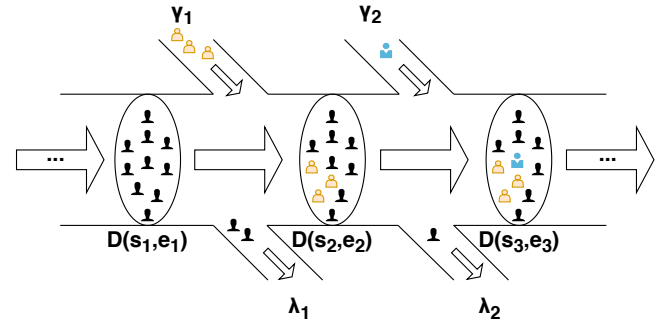 γ₁ γ₂
... ...
D(s₁,e₁) D(s₂,e₂) D(s₃,e₃)
λ₁ λ₂